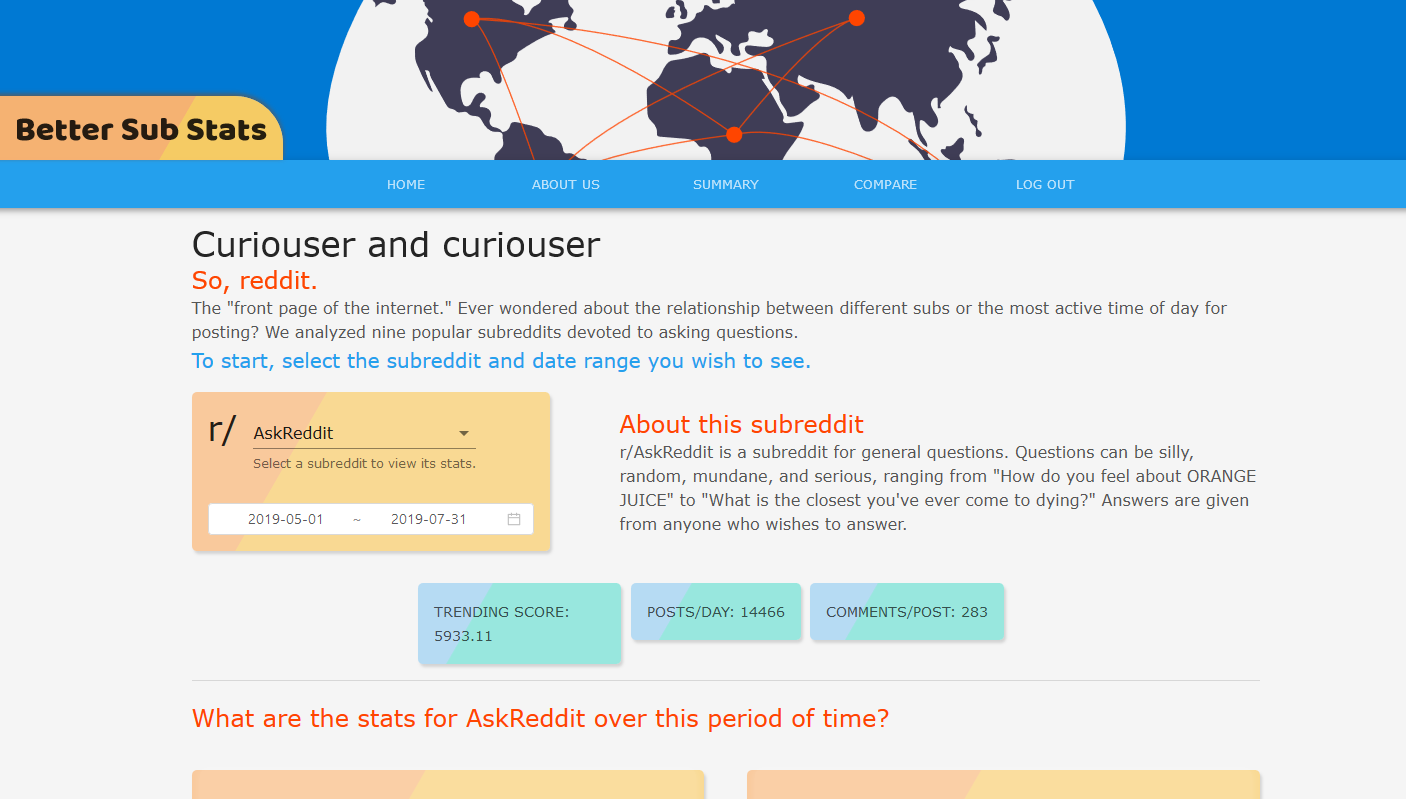 Better Sub Stats
HOME
ABOUT US
SUMMARY
COMPARE
LOG OUT
Curiouser and curiouser
So, reddit.
The "front page of the internet." Ever wondered about the relationship between different subs or the most active time of day for
posting? We analyzed nine popular subreddits devoted to asking questions.
To start, select the subreddit and date range you wish to see.
r/ AskReddit
Select a subreddit to view its stats.
2019-05-01 ~ 2019-07-31
About this subreddit
r/AskReddit is a subreddit for general questions. Questions can be silly,
random, mundane, and serious, ranging from "How do you feel about ORANGE
JUICE" to "What is the closest you've ever come to dying?" Answers are given
from anyone who wishes to answer.
TRENDING SCORE:
5933.11
POSTS/DAY: 14466
COMMENTS/POST: 283
What are the stats for AskReddit over this period of time?